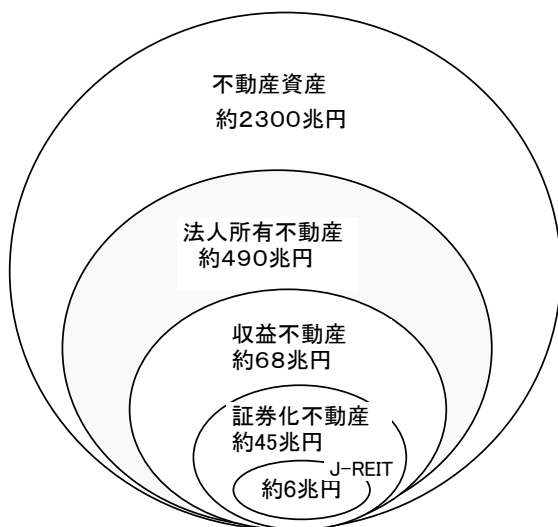 不動産資産
約2300兆円
法人所有不動産
約490兆円
収益不動産
約68兆円
証券化不動産
約45兆円
J-REIT
約6兆円